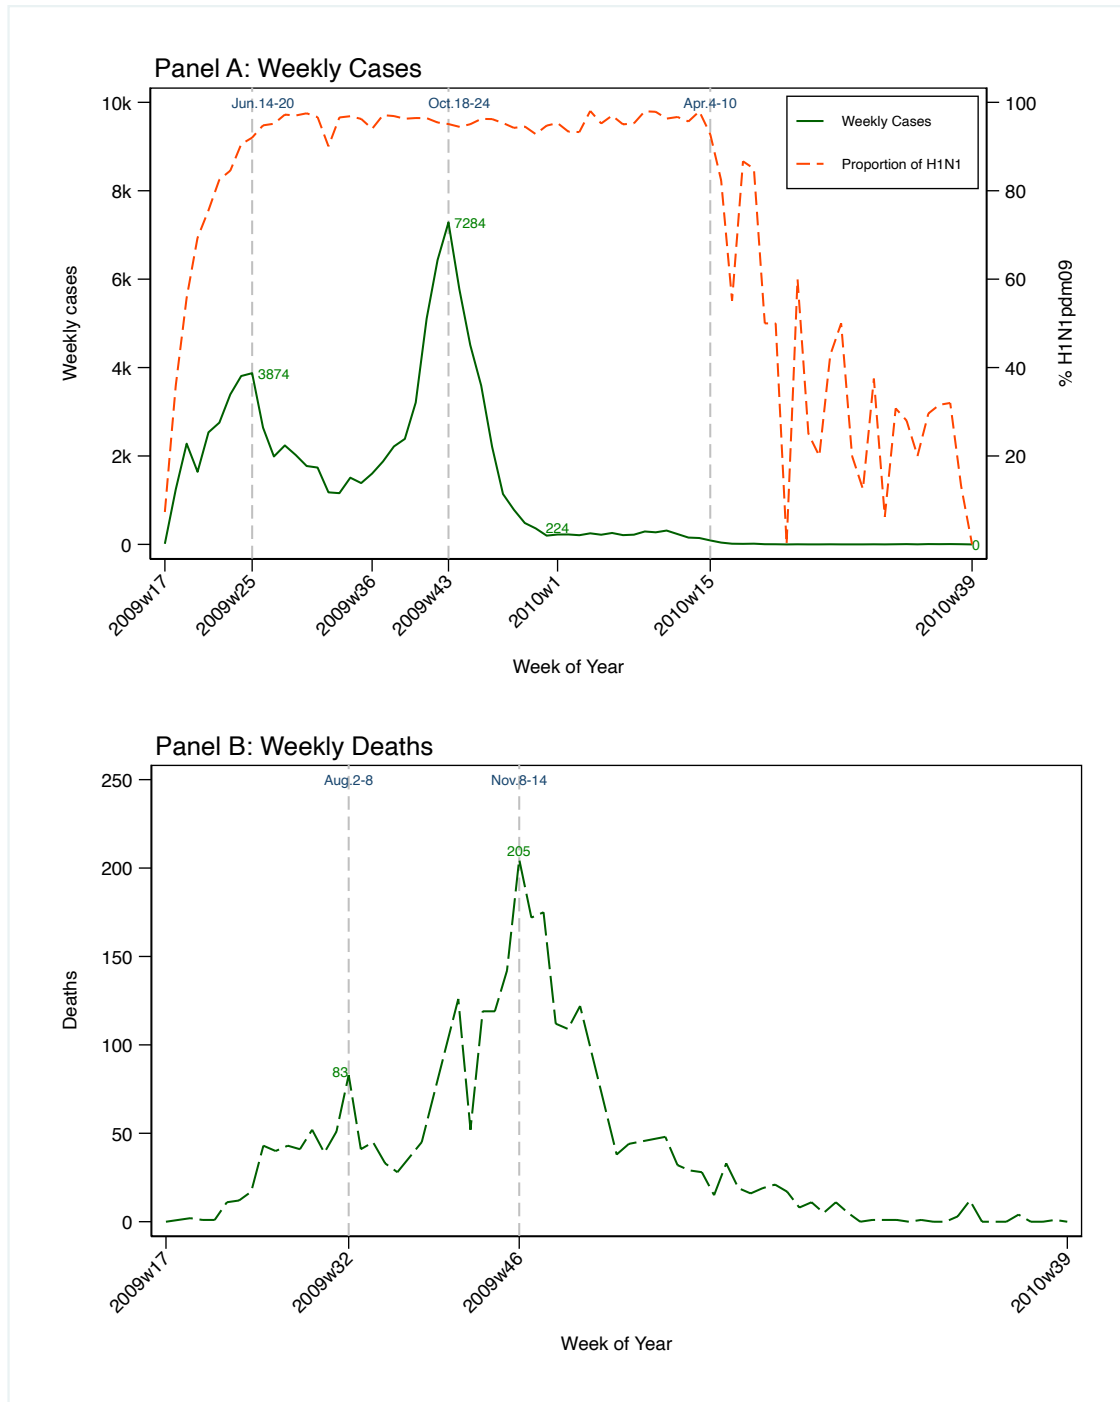 Panel A: Weekly Cases
Jun.14-20
Oct.18-24
Apr.4-10
Weekly Cases
Proportion of H1N1
10k
8k
6k
4k
2k
0
Weekly cases
100
80
60
40
20
% H1N1pdm09
3874
7284
224
0
2009w17
2009w25
2009w36
2009w43
2010w1
2010w15
2010w39
Week of Year
Panel B: Weekly Deaths
Aug.2-8
Nov.8-14
250
200
150
100
50
0
Deaths
83
205
2009w17
2009w32
2009w46
2010w39
Week of Year